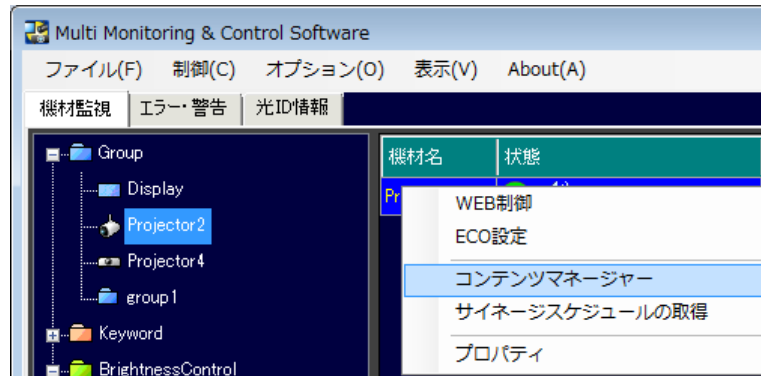 Multi Monitoring & Control Software
ファイル(F) 制御(C) オプション(O) 表示(V) About(A)
機材監視 エラー・警告 光ID情報
Group
機材名 状態
Display
Pr
WEB制御
Projector2
ECO設定
Projector4
コンテンツマネージャー
group1
サイネージスケジュールの取得
Keyword
プロパティ
BrightnessControl